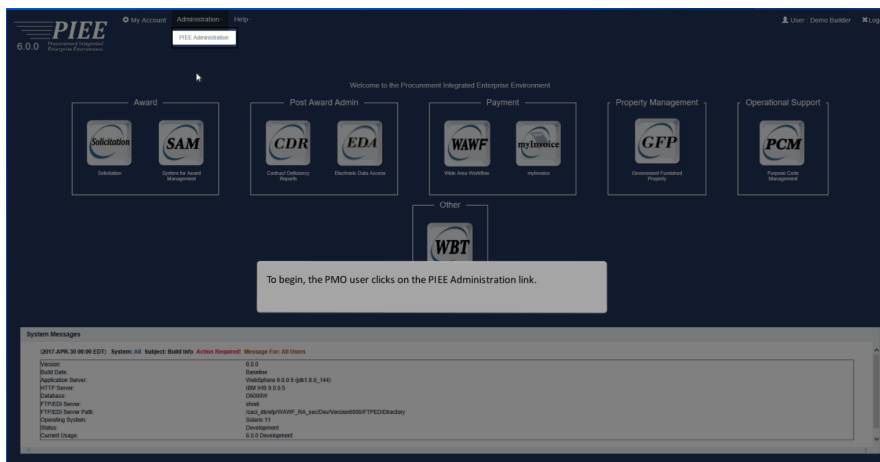 PIEE
Procurement Integrated
Enterprise Environment
6.0.0
My Account
Administration
Help
User : Demo Builder
Log
PIEE Administration
Welcome to the Procurement Integrated Enterprise Environment
Award
Post Award Admin
Payment
Property Management
Operational Support
Solicitation
SAM
CDR
EDA
WAWF
myInvoice
GFP
PCM
Solicitation
System for Award
Management
Contract Deficiency
Reports
Electronic Data Access
Wide Area Workflow
myInvoice
Government Furnished
Property
Purpose Code
Management
Other
WBT
To begin, the PMO user clicks on the PIEE Administration link.
System Messages
(2017-APR-30 00:00 EDT) System: All Subject: Build Info Action Required! Message For: All Users
Version: 6.0.0
Build Date: Baseline
Application Server: WebSphere 9.0.0.5 (jdk1.8.0_144)
HTTP Server: IBM IHS 9.0.0.5
Database: D6000W
FTP/EDI Server: shrek
FTP/EDI Server Path:
Operating System: Solaris 11
Status: Development
Current Usage: 6.0.0 Development